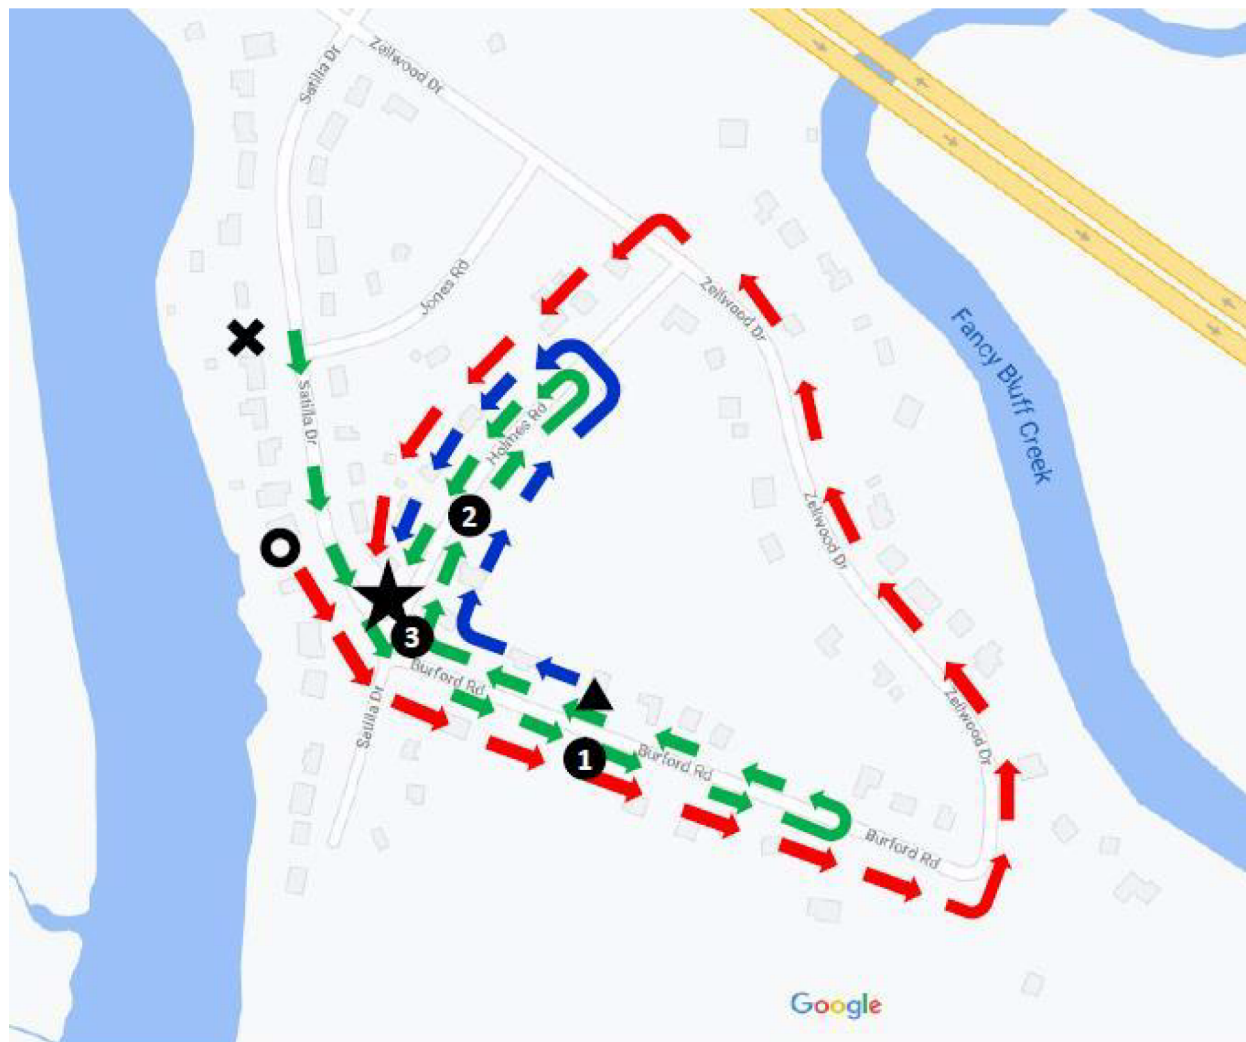 Satilla Dr
Zellwood Dr
Jones Rd
Zellwood Dr
Fancy Bluff Creek
Satilla Dr
Holmes Rd
2
Zellwood Dr
3
Burford Rd
Satilla Dr
Zellwood Dr
1
Burford Rd
Burford Rd
Google